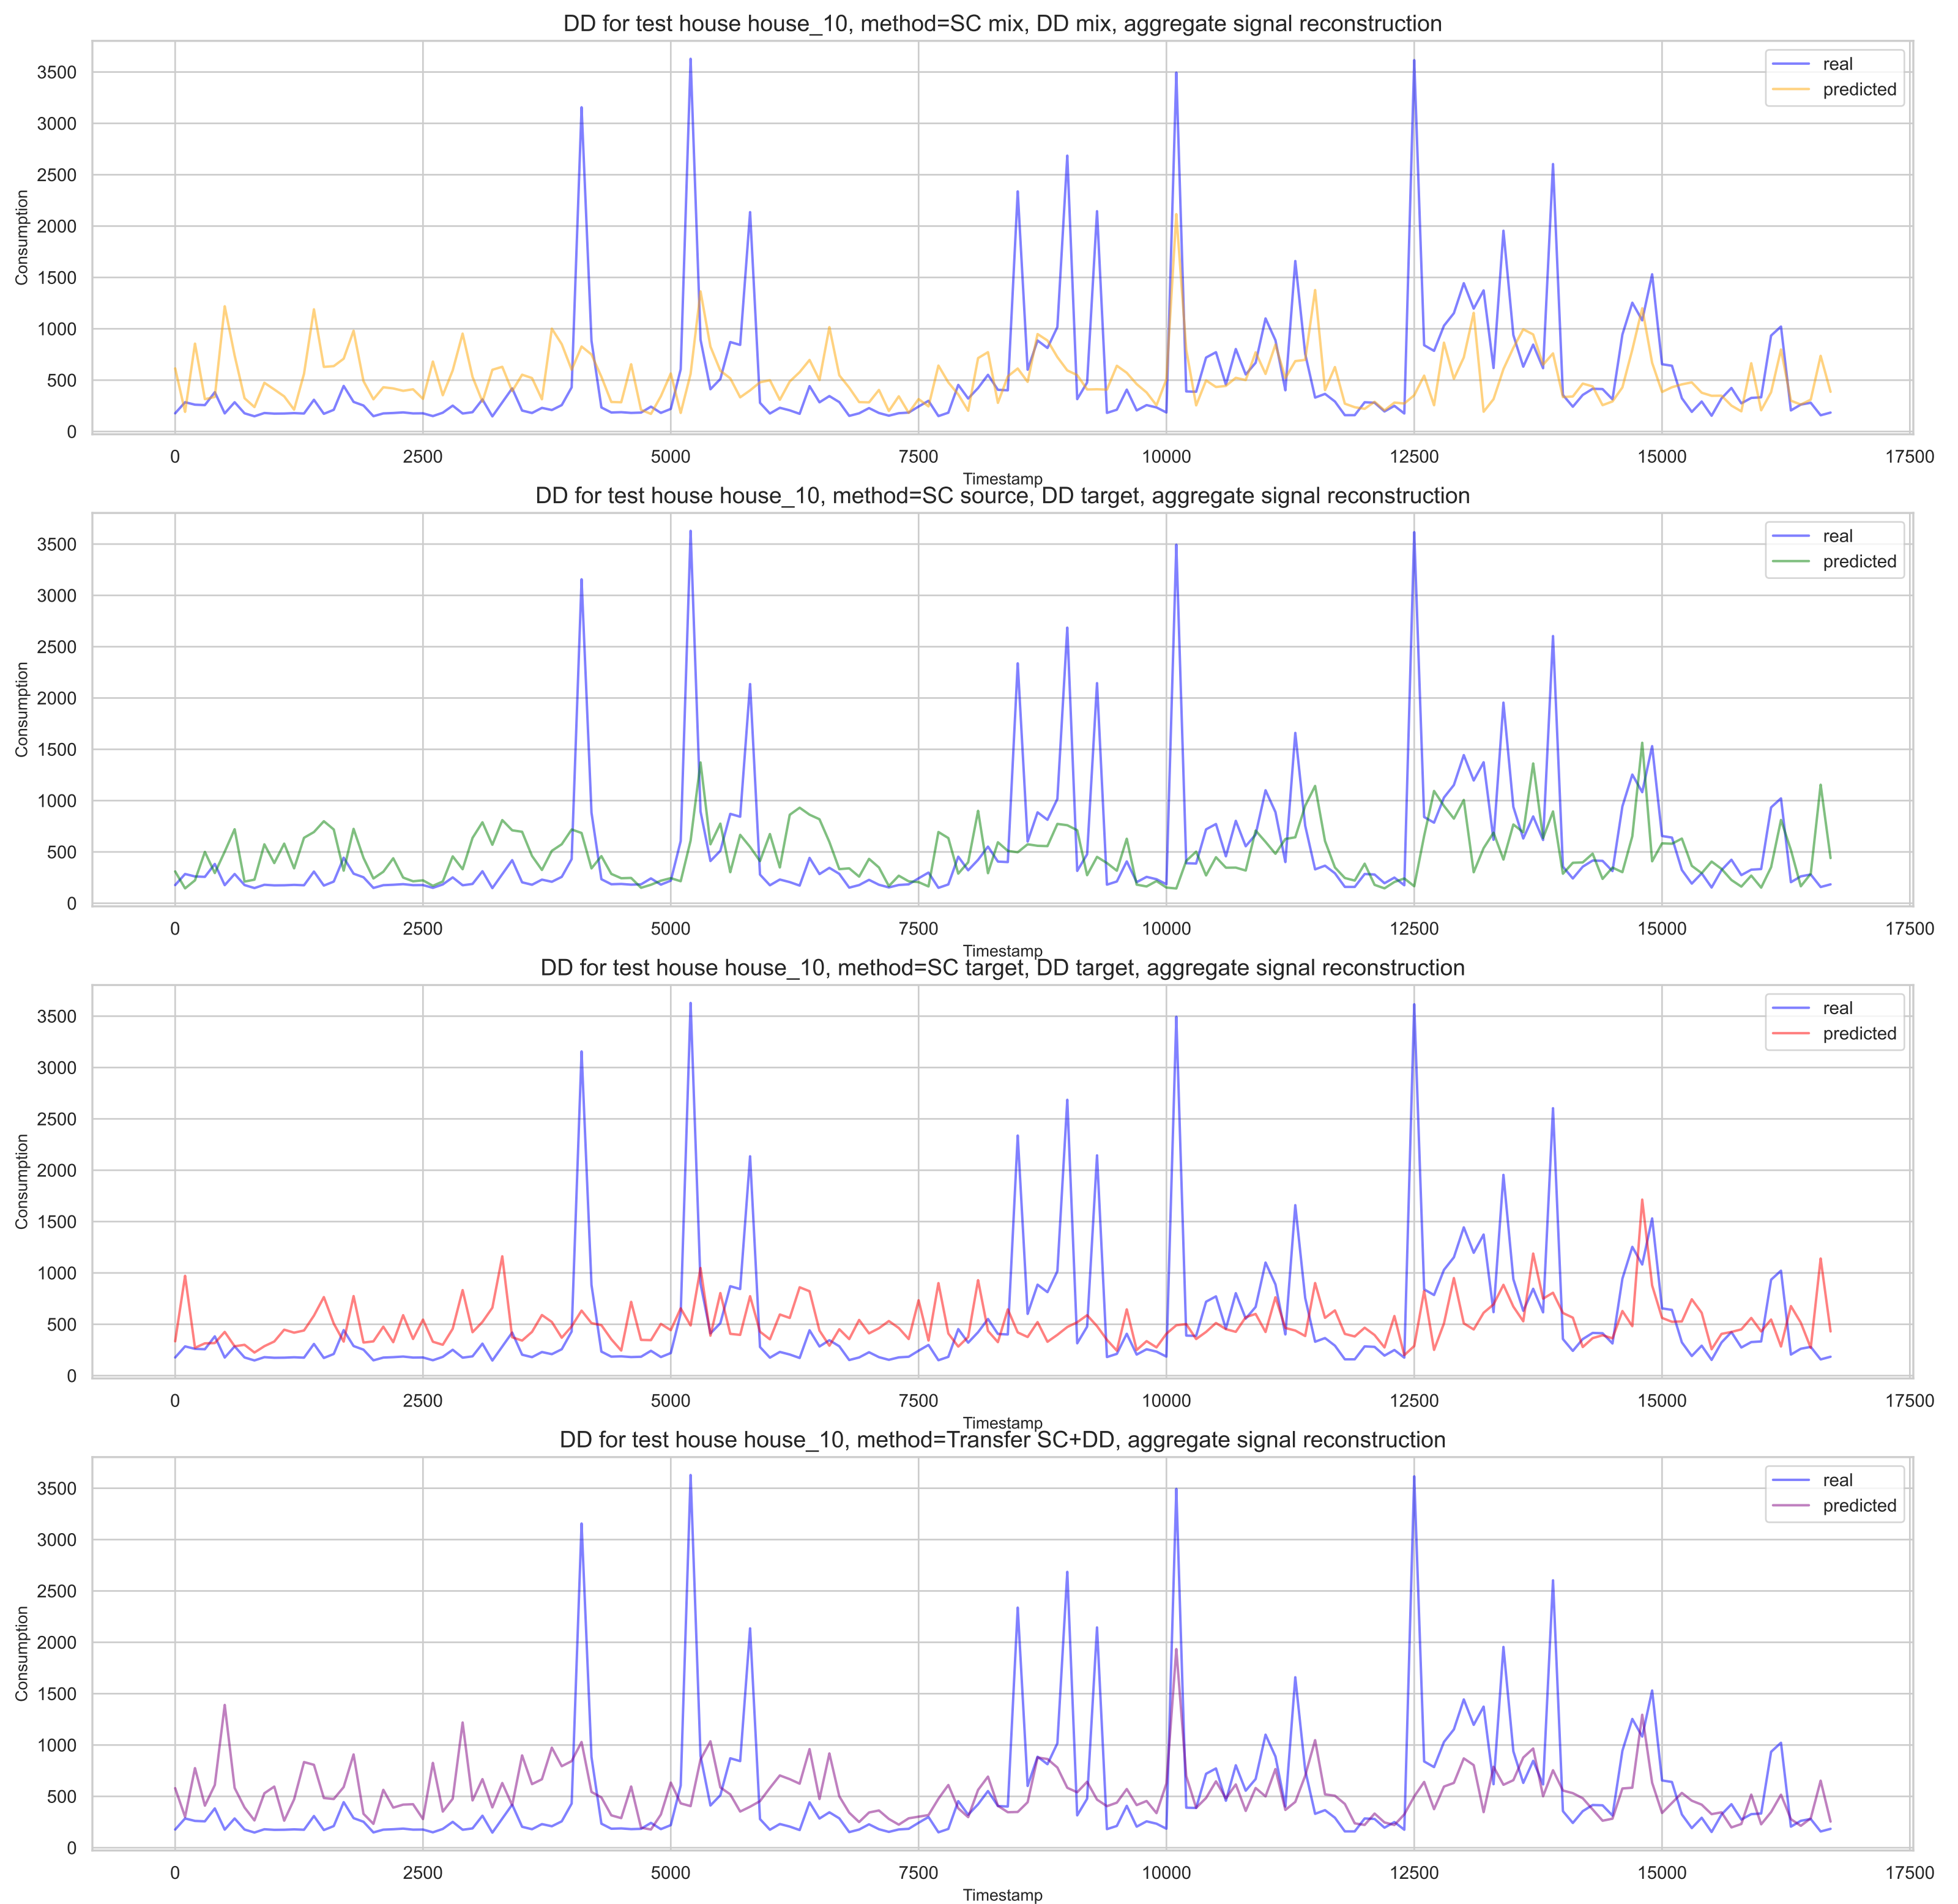 DD for test house house_10, method=SC mix, DD mix, aggregate signal reconstruction
real
predicted
Consumption
3500
3000
2500
2000
1500
1000
500
0
0 2500 5000 7500 10000 12500 15000 17500
Timestamp
DD for test house house_10, method=SC source, DD target, aggregate signal reconstruction
real
predicted
Consumption
3500
3000
2500
2000
1500
1000
500
0
0 2500 5000 7500 10000 12500 15000 17500
Timestamp
DD for test house house_10, method=SC target, DD target, aggregate signal reconstruction
real
predicted
Consumption
3500
3000
2500
2000
1500
1000
500
0
0 2500 5000 7500 10000 12500 15000 17500
Timestamp
DD for test house house_10, method=Transfer SC+DD, aggregate signal reconstruction
real
predicted
Consumption
3500
3000
2500
2000
1500
1000
500
0
0 2500 5000 7500 10000 12500 15000 17500
Timestamp